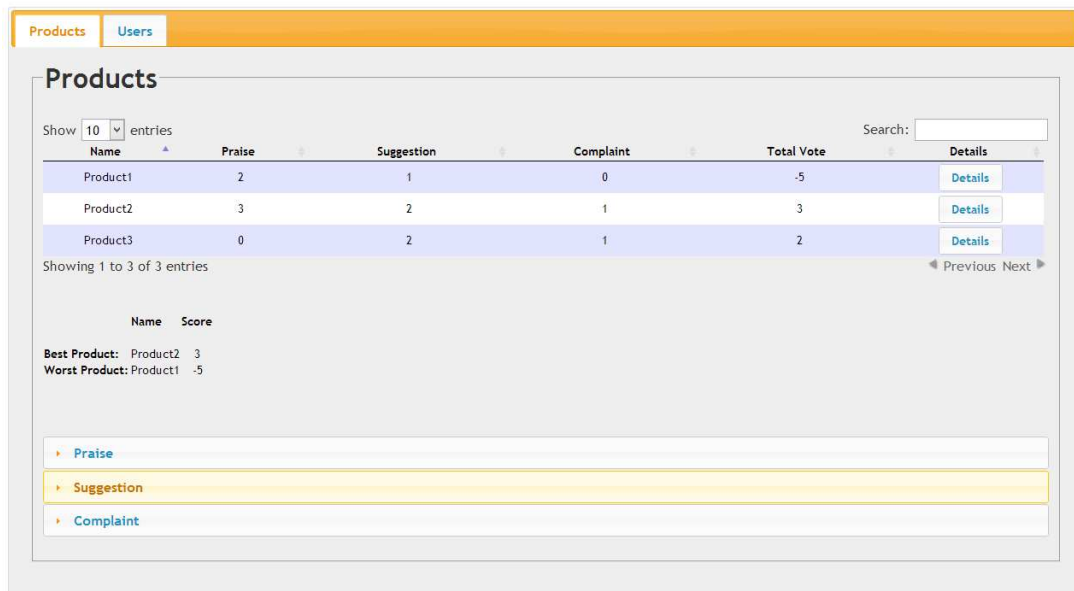 Products Users
Products
Show 10 entries Search:
Name Praise Suggestion Complaint Total Vote Details
Product1 2 1 0 -5 Details
Product2 3 2 1 3 Details
Product3 0 2 1 2 Details
Showing 1 to 3 of 3 entries Previous Next
Name Score
Best Product: Product2 3
Worst Product: Product1 -5
Praise
Suggestion
Complaint